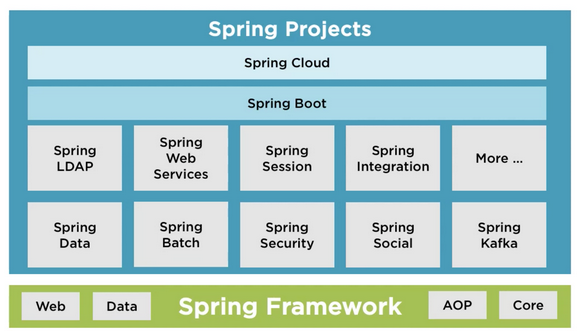 Spring Projects
Spring Cloud
Spring Boot
Spring
LDAP
Spring
Web
Services
Spring
Session
Spring
Integration
More ...
Spring
Data
Spring
Batch
Spring
Security
Spring
Social
Spring
Kafka
Web
Data
Spring Framework
AOP
Core